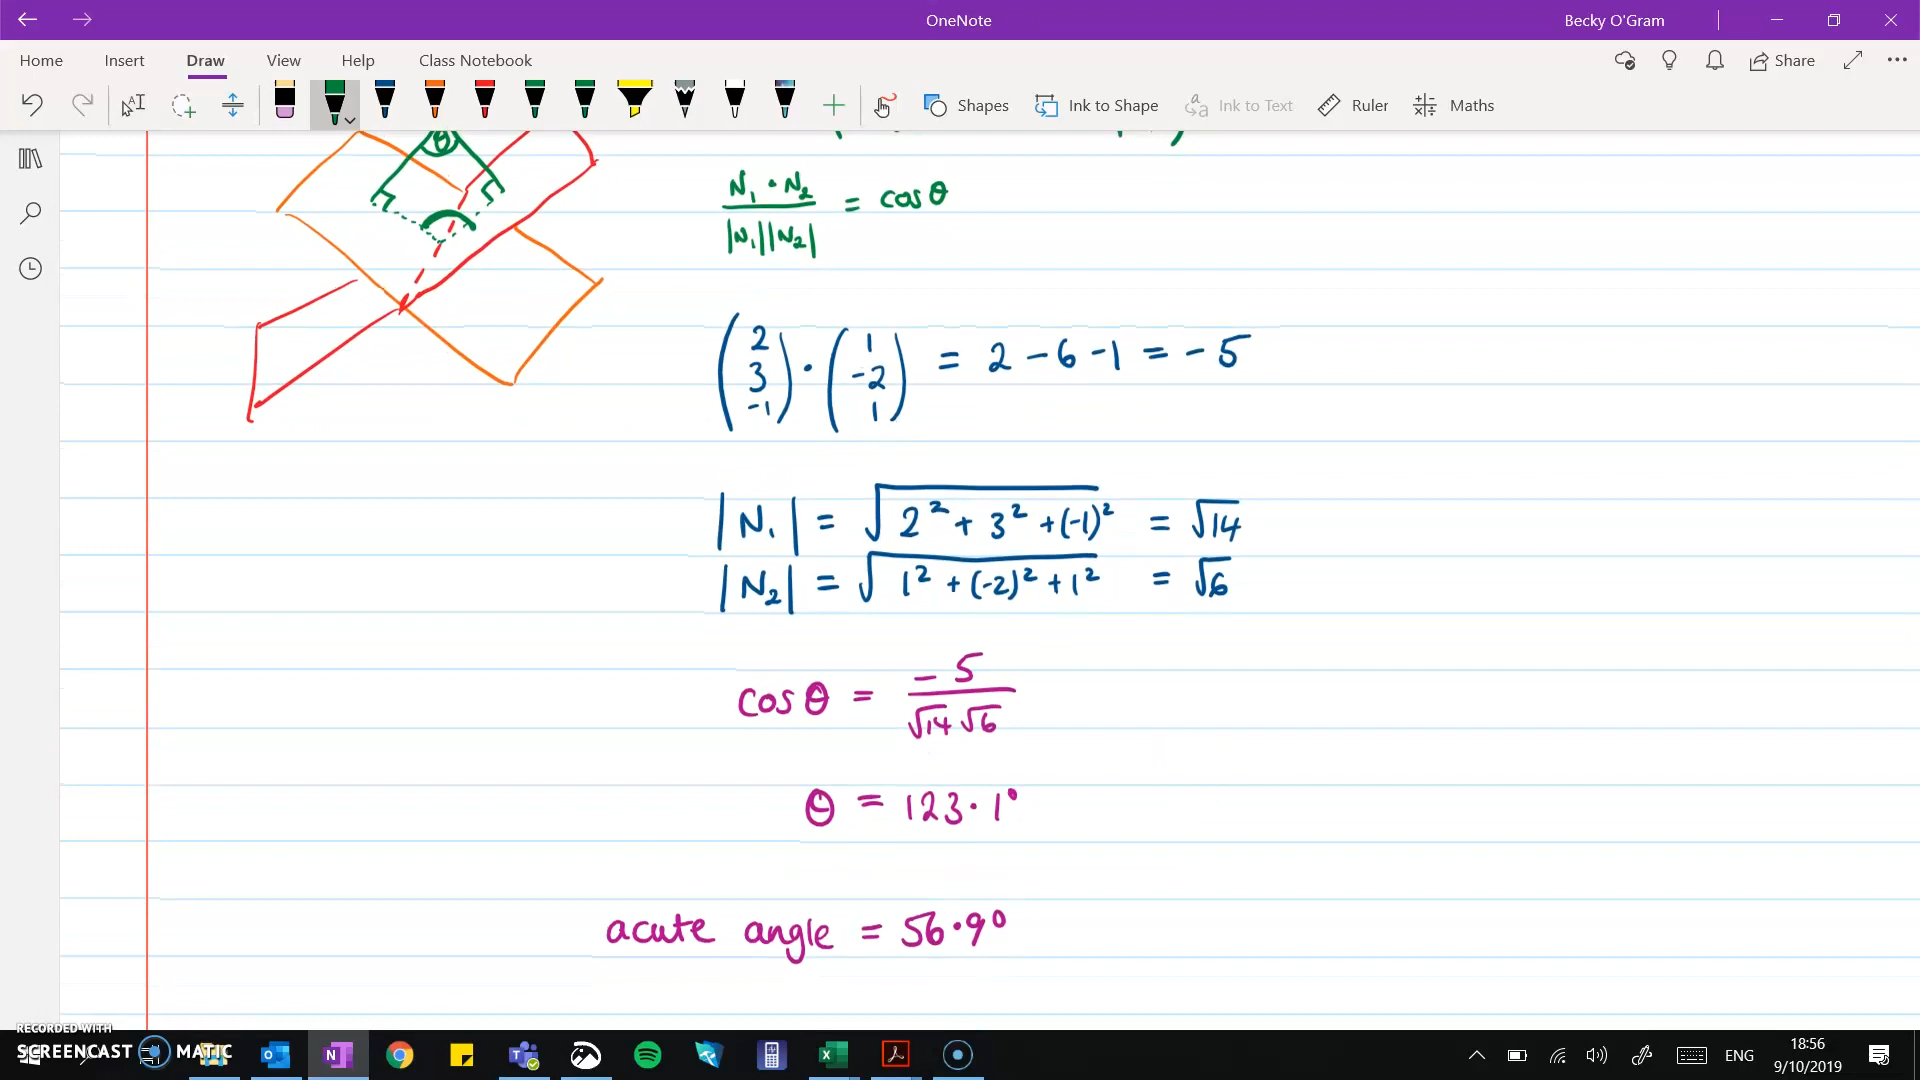 OneNote
Becky O'Gram
Home Insert Draw View Help Class Notebook
Share
Shapes Ink to Shape Ink to Text Ruler Maths
θ
N₁ • N₂ / |N₁||N₂| = cos θ
(2 3 -1) • (1 -2 1) = 2 - 6 - 1 = - 5
|N₁| = √(2² + 3² + (-1)²) = √14
|N₂| = √(1² + (-2)² + 1²) = √6
cos θ = - 5 / √14 √6
θ = 123.1°
acute angle = 56.9°
RECORDED WITH
SCREENCAST MATIC
ENG
18:56
9/10/2019